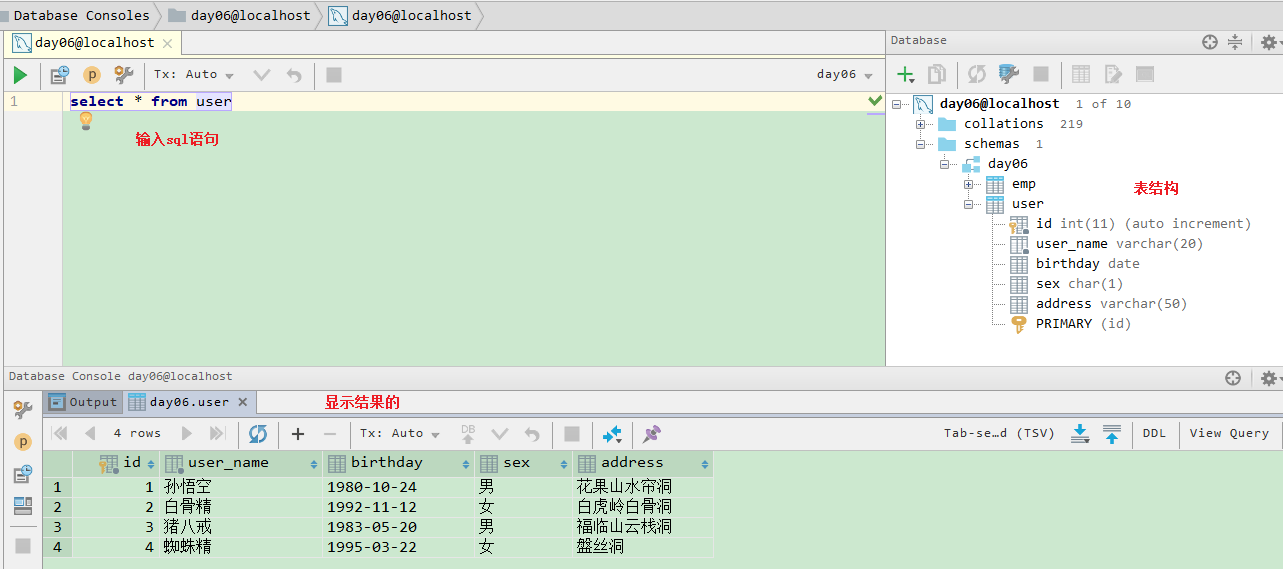 Database Consoles day06@localhost day06@localhost
day06@localhost
Tx: Auto day06
1 select * from user
输入sql语句
Database
day06@localhost 1 of 10
collations 219
schemas 1
day06
emp
user
表结构
id int(11) (auto increment)
user_name varchar(20)
birthday date
sex char(1)
address varchar(50)
PRIMARY (id)
Database Console day06@localhost
Output day06.user
显示结果的
4 rows Tx: Auto DB Tab-se…d (TSV) DDL View Query
id user_name birthday sex address
1 1 孙悟空 1980-10-24 男 花果山水帘洞
2 2 白骨精 1992-11-12 女 白虎岭白骨洞
3 3 猪八戒 1983-05-20 男 福临山云栈洞
4 4 蜘蛛精 1995-03-22 女 盤丝洞